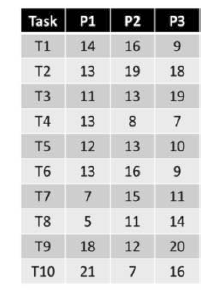 Task P1 P2 P3
T1 14 16 9
T2 13 19 18
T3 11 13 19
T4 13 8 7
T5 12 13 10
T6 13 16 9
T7 7 15 11
T8 5 11 14
T9 18 12 20
T10 21 7 16